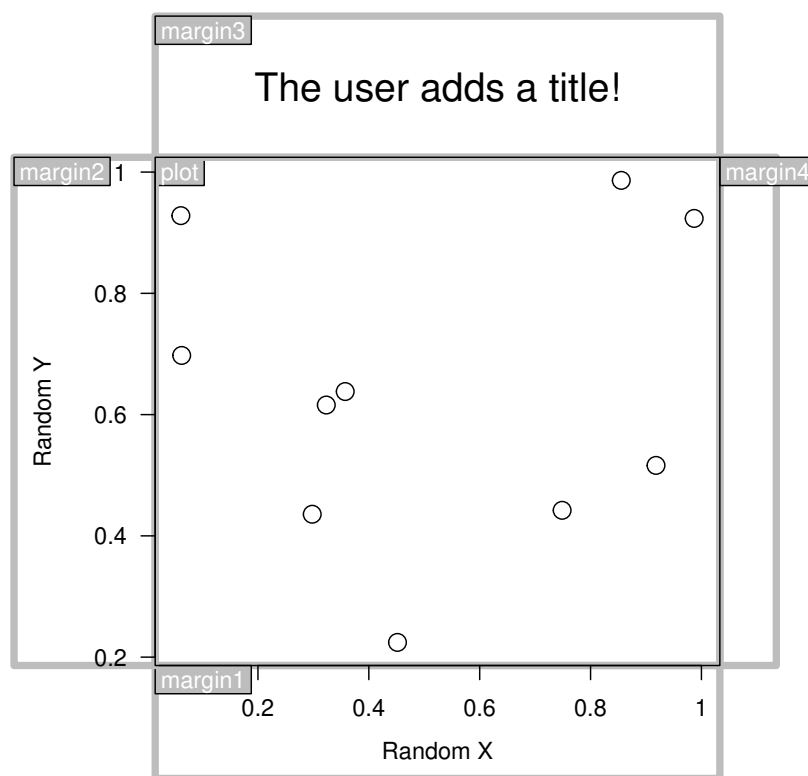 margin3
The user adds a title!
margin2
1
plot
margin4
0.8
Random Y
0.6
0.4
0.2
margin1
0.2 0.4 0.6 0.8 1
Random X